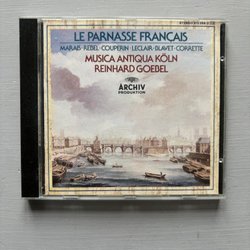 LE PARNASSE FRANÇAIS
MARAIS·REBEL·COUPERIN·LECLAIR·BLAVET·CORRETTE
MUSICA ANTIQUA KÖLN
REINHARD GOEBEL
ARCHIV
PRODUKTION